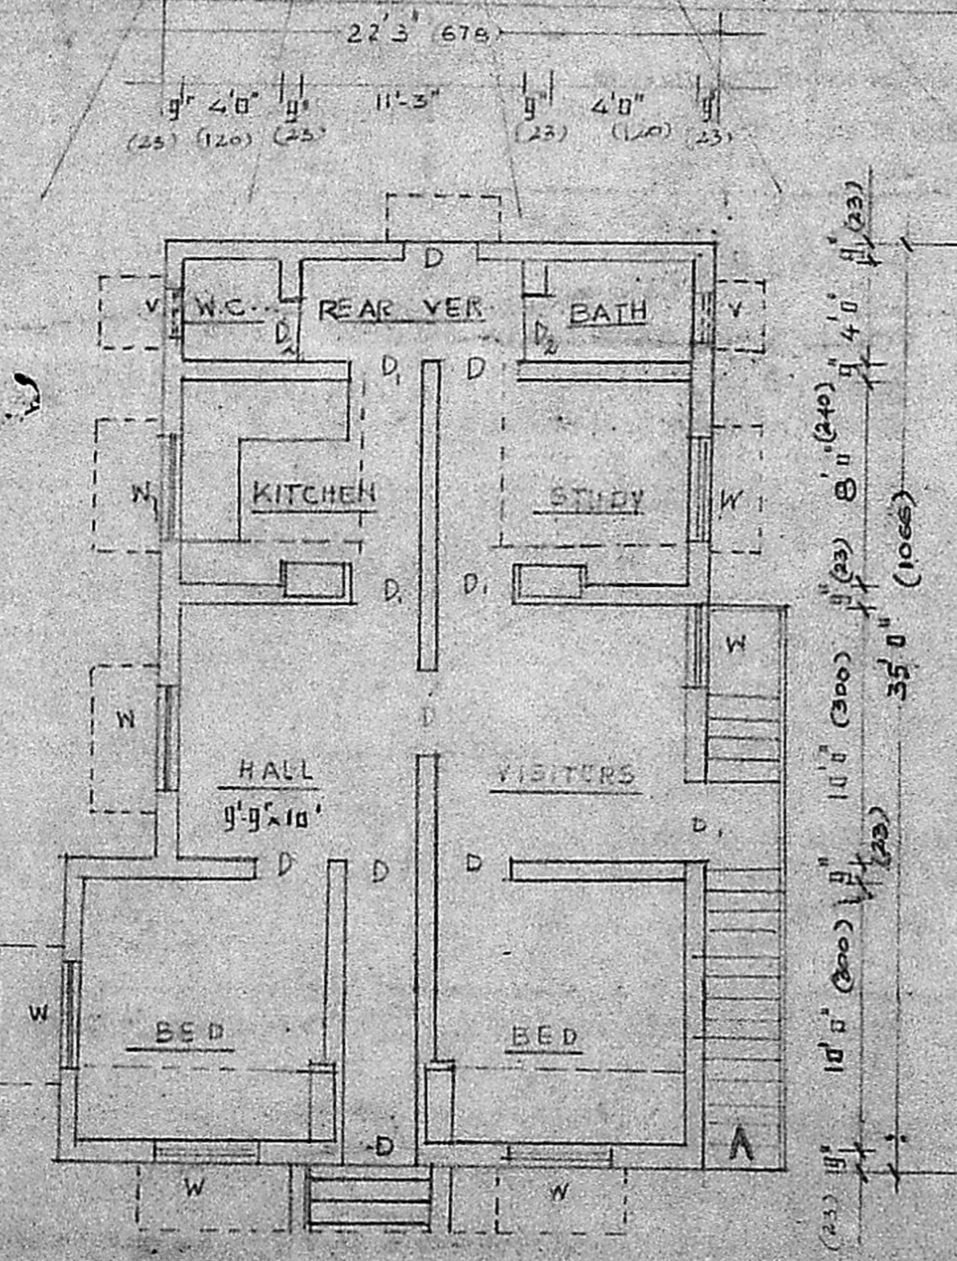 22'3" (678)
9" 4'0" 9" 11'-3" 9" 4'0" 9"
(23) (120) (23) (23) (120) (23)
9" (23)
D
V W.C. REAR VER BATH V
D2 D2
4'0"
D1 D
9"
8'0" (240)
W1 KITCHEN STUDY W
35'0" (1066)
9" (23)
D1 D1
W
10'0" (300)
W
D
HALL VISITERS
9'-9"x10'
D1
D D D
9" (23)
10'0" (300)
W
BED BED
D
W W
9" (23)